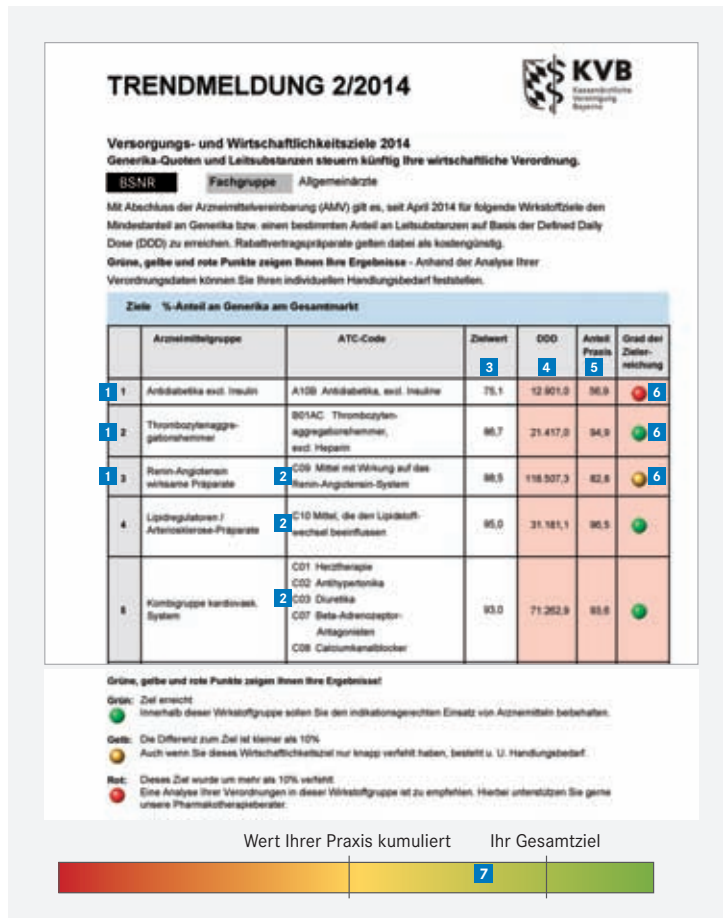 TRENDMELDUNG 2/2014
KVB
Kassenärztliche
Vereinigung
Bayerns
Versorgungs- und Wirtschaftlichkeitsziele 2014
Generika-Quoten und Leitsubstanzen steuern künftig Ihre wirtschaftliche Verordnung.
BSNR Fachgruppe Allgemeinärzte
Mit Abschluss der Arzneimittelvereinbarung (AMV) gilt es, seit April 2014 für folgende Wirkstoffziele den
Mindestanteil an Generika bzw. einen bestimmten Anteil an Leitsubstanzen auf Basis der Defined Daily
Dose (DDD) zu erreichen. Rabattvertragspräparate gelten dabei als kostengünstig.
Grüne, gelbe und rote Punkte zeigen Ihnen Ihre Ergebnisse - Anhand der Analyse Ihrer
Verordnungsdaten können Sie Ihren individuellen Handlungsbedarf feststellen.
Ziele %-Anteil an Generika am Gesamtmarkt
Arzneimittelgruppe ATC-Code Zielwert DDD Anteil Praxis Grad der Zieler-reichung
3 4 5
1 1 Antidiabetika excl. Insulin A10B Antidiabetika, excl. Insuline 75,1 12.901,0 56,9 6
1 2 Thrombozytenaggre-
gationshemmer B01AC Thrombozyten-
aggregationshemmer,
excl. Heparin 86,7 21.417,0 94,9 6
1 3 Renin-Angiotensin
wirksame Präparate 2 C09 Mittel mit Wirkung auf das
Renin-Angiotensin-System 88,5 118.507,3 82,8 6
4 Lipidregulatoren /
Arteriosklerose-Präparate 2 C10 Mittel, die den Lipidstoff-
wechsel beeinflussen 95,0 31.181,1 96,5
5 Kombigruppe kardiovask.
System 2 C01 Herztherapie
C02 Antihypertonika
C03 Diuretika
C07 Beta-Adrenozeptor-
Antagonisten
C08 Calciumkanalblocker 93,0 71.262,9 93,6
Grüne, gelbe und rote Punkte zeigen Ihnen Ihre Ergebnisse!
Grün: Ziel erreicht
Innerhalb dieser Wirkstoffgruppe sollen Sie den indikationsgerechten Einsatz von Arzneimitteln beibehalten.
Gelb: Die Differenz zum Ziel ist kleiner als 10%
Auch wenn Sie dieses Wirtschaftlichkeitsziel nur knapp verfehlt haben, besteht u. U. Handlungsbedarf.
Rot: Dieses Ziel wurde um mehr als 10% verfehlt
Eine Analyse Ihrer Verordnungen in dieser Wirkstoffgruppe ist zu empfehlen. Hierbei unterstützen Sie gerne
unsere Pharmakotherapieberater.
Wert Ihrer Praxis kumuliert Ihr Gesamtziel
7